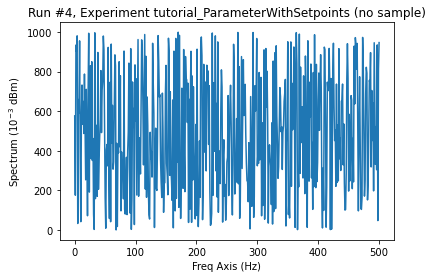 Run #4, Experiment tutorial_ParameterWithSetpoints (no sample)
1000
800
600
400
200
0
Spectrum (10⁻³ dBm)
0 100 200 300 400 500
Freq Axis (Hz)